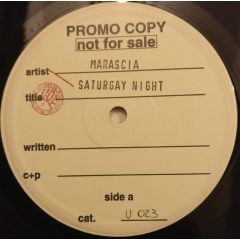 PROMO COPY
not for sale
artist MARASCIA
title SATURGAY NIGHT
written
c+p
side a
cat. U 023